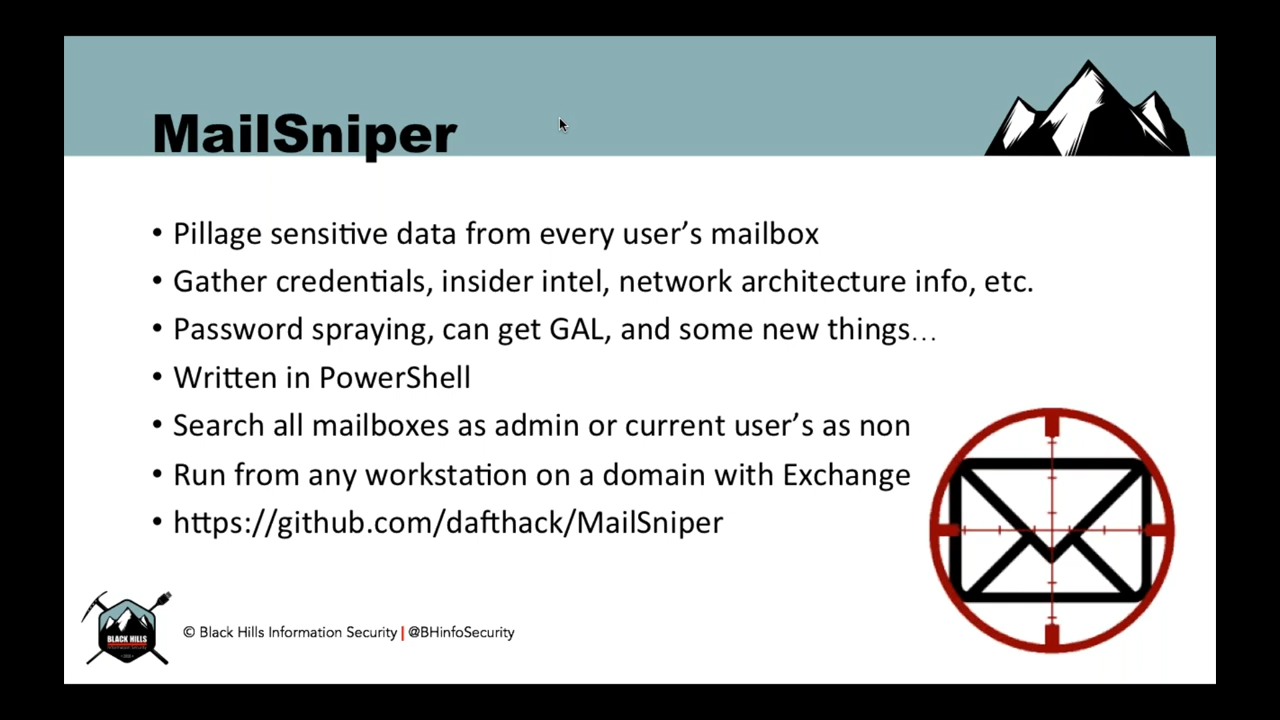 MailSniper
• Pillage sensitive data from every user’s mailbox
• Gather credentials, insider intel, network architecture info, etc.
• Password spraying, can get GAL, and some new things…
• Written in PowerShell
• Search all mailboxes as admin or current user’s as non
• Run from any workstation on a domain with Exchange
• https://github.com/dafthack/MailSniper
BLACK HILLS
Information Security
© Black Hills Information Security | @BHinfoSecurity